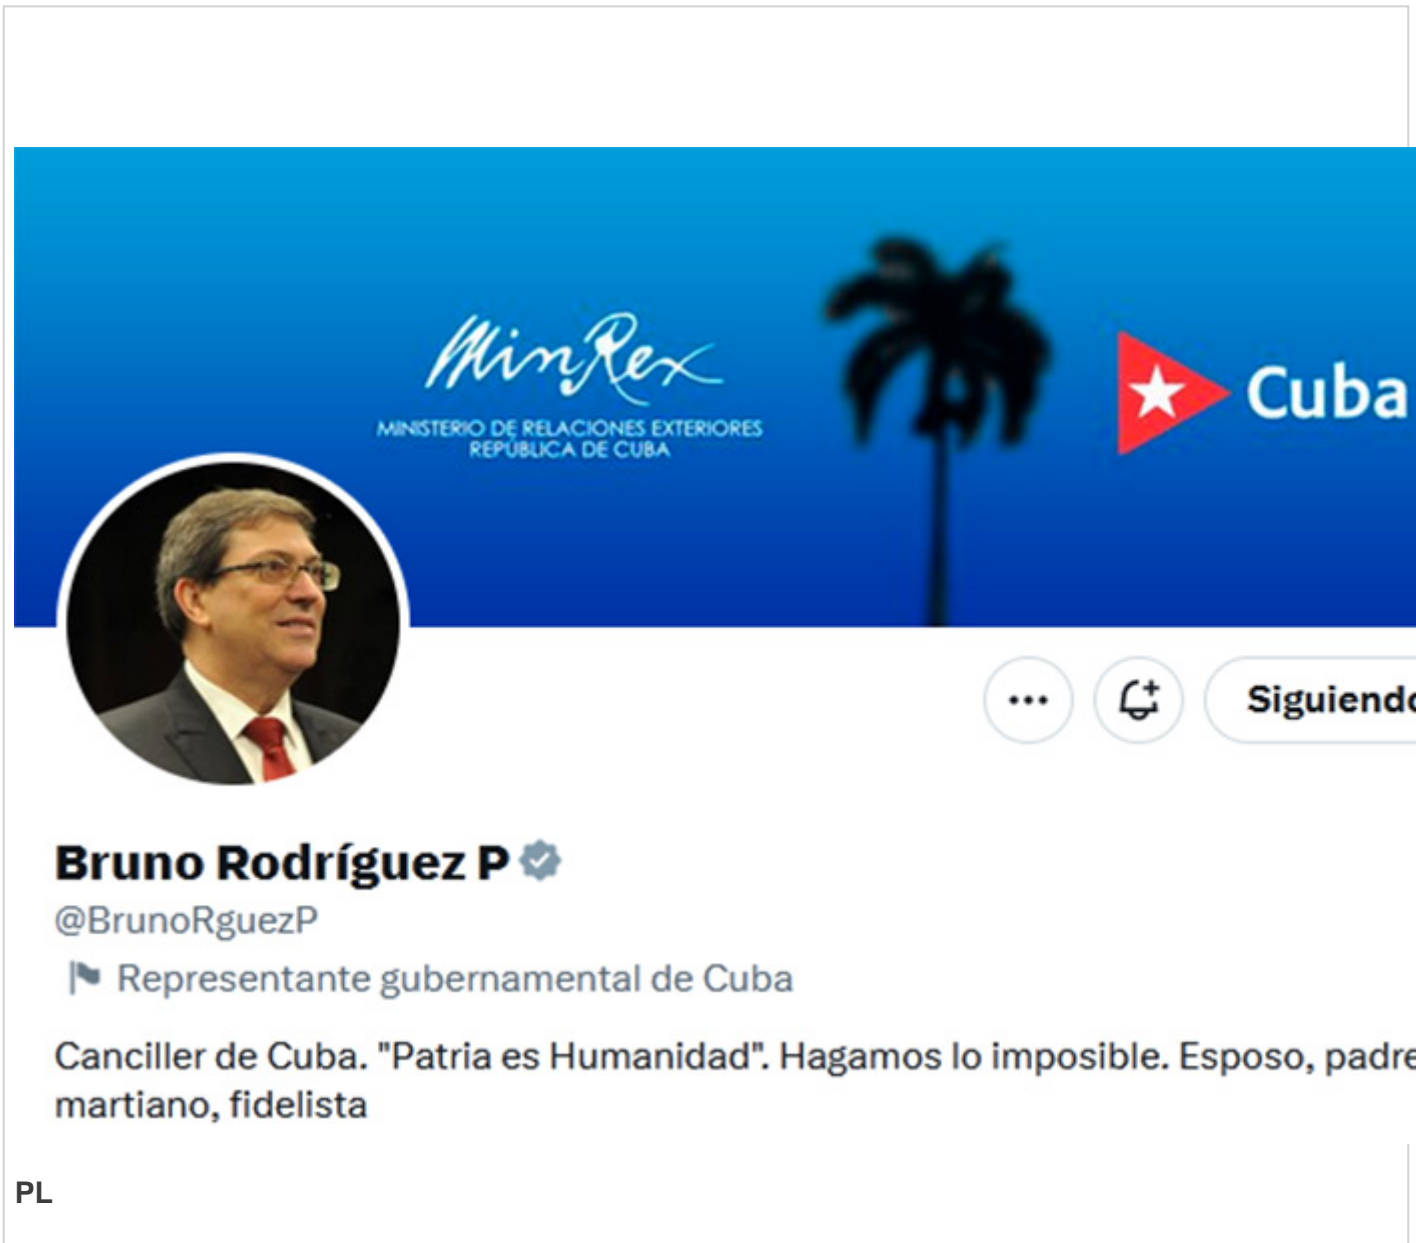 MinRex
MINISTERIO DE RELACIONES EXTERIORES
REPÚBLICA DE CUBA
Cuba
Siguiendo
Bruno Rodríguez P
@BrunoRguezP
Representante gubernamental de Cuba
Canciller de Cuba. "Patria es Humanidad". Hagamos lo imposible. Esposo, padre
martiano, fidelista
PL